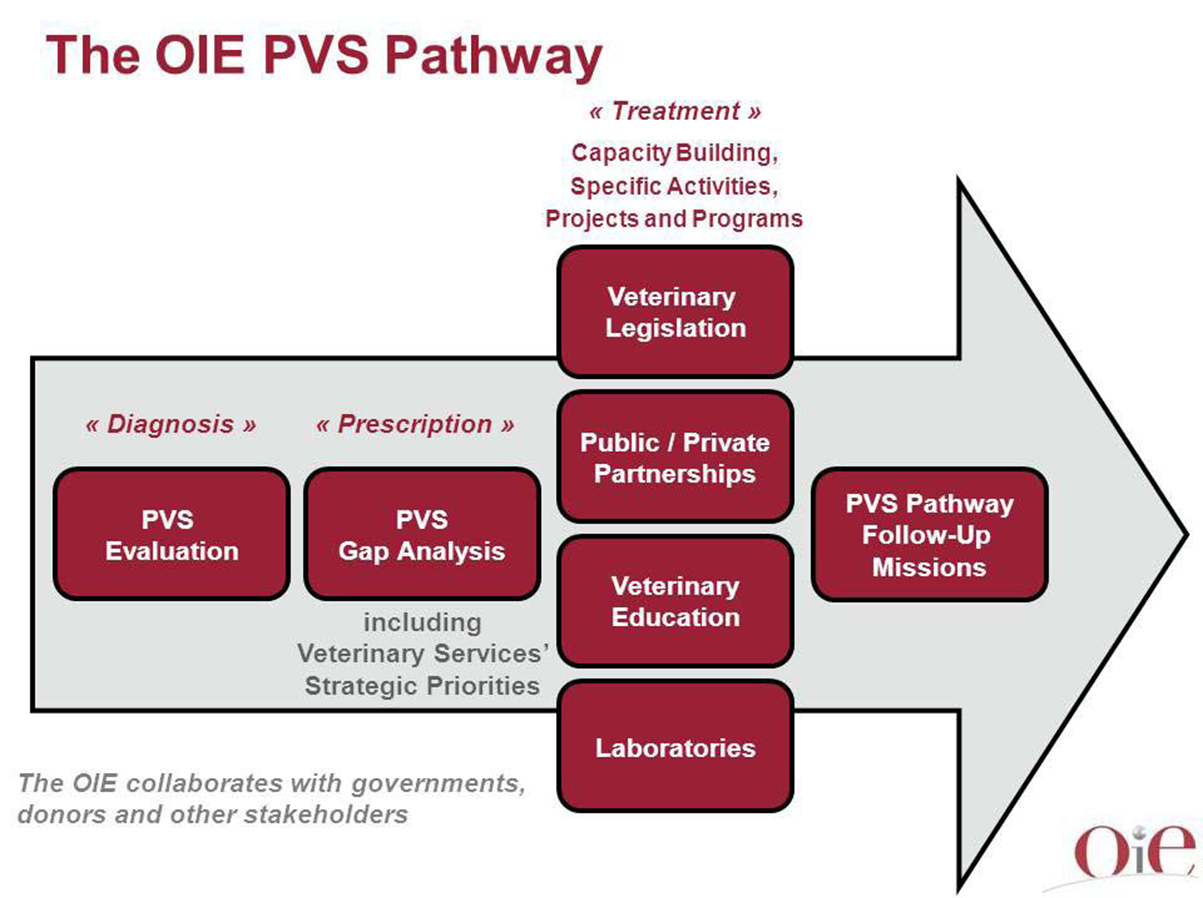 The OIE PVS Pathway
« Treatment »
Capacity Building,
Specific Activities,
Projects and Programs
Veterinary
Legislation
« Diagnosis »
« Prescription »
Public / Private
Partnerships
PVS
Evaluation
PVS
Gap Analysis
including
Veterinary Services’
Strategic Priorities
Veterinary
Education
Laboratories
PVS Pathway
Follow-Up
Missions
The OIE collaborates with governments,
donors and other stakeholders
Oie